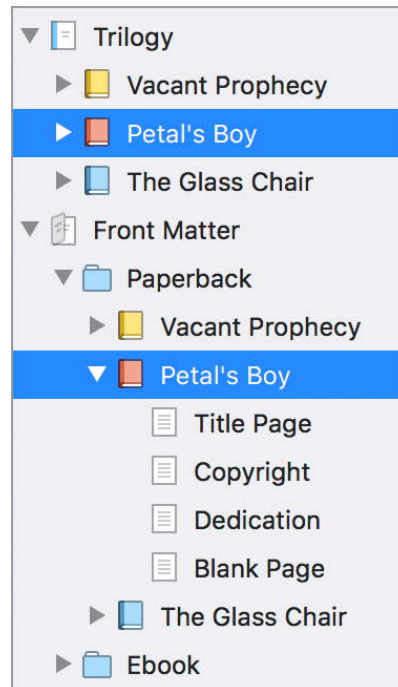 Trilogy
Vacant Prophecy
Petal's Boy
The Glass Chair
Front Matter
Paperback
Vacant Prophecy
Petal's Boy
Title Page
Copyright
Dedication
Blank Page
The Glass Chair
Ebook